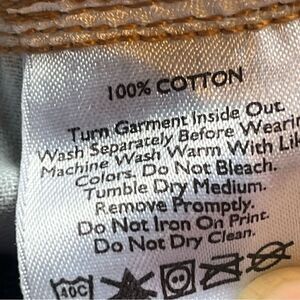 100% COTTON
Turn Garment Inside Out.
Wash Separately Before Wearin
Machine Wash Warm With Lik
Colors. Do Not Bleach.
Tumble Dry Medium.
Remove Promptly.
Do Not Iron On Print.
Do Not Dry Clean.
40C